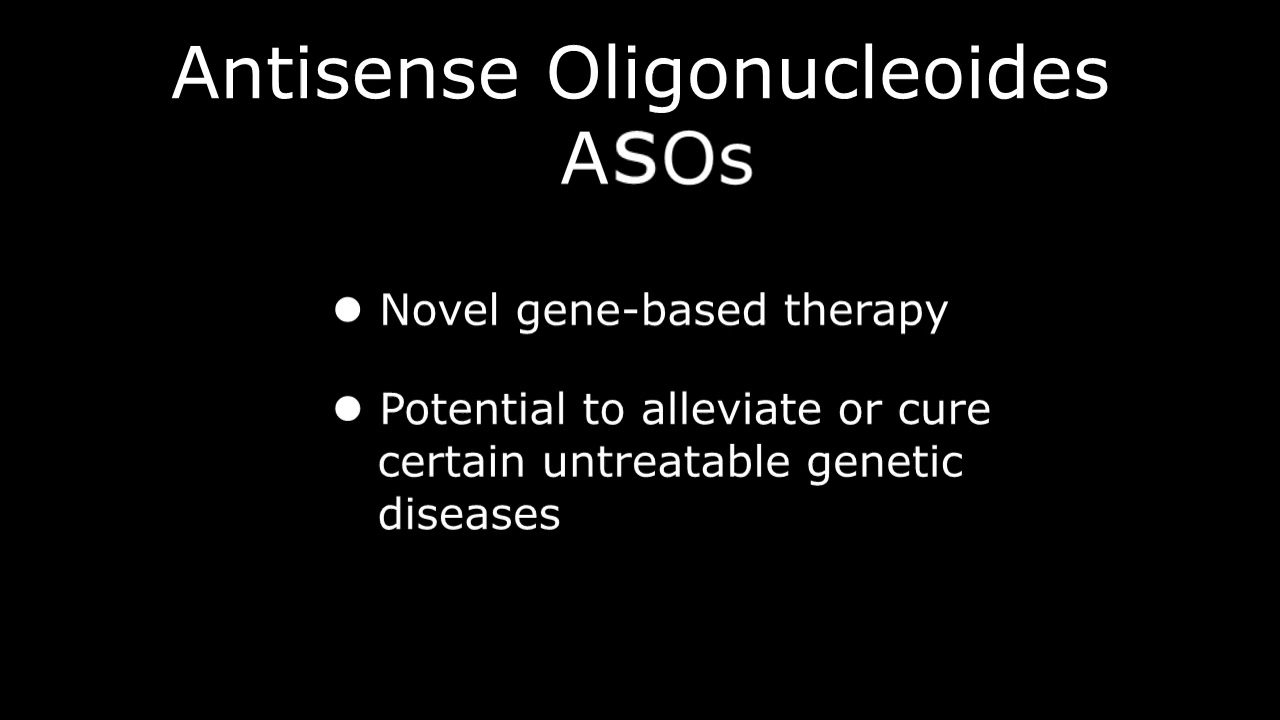 Antisense Oligonucleoides
ASOs
● Novel gene-based therapy
● Potential to alleviate or cure
certain untreatable genetic
diseases